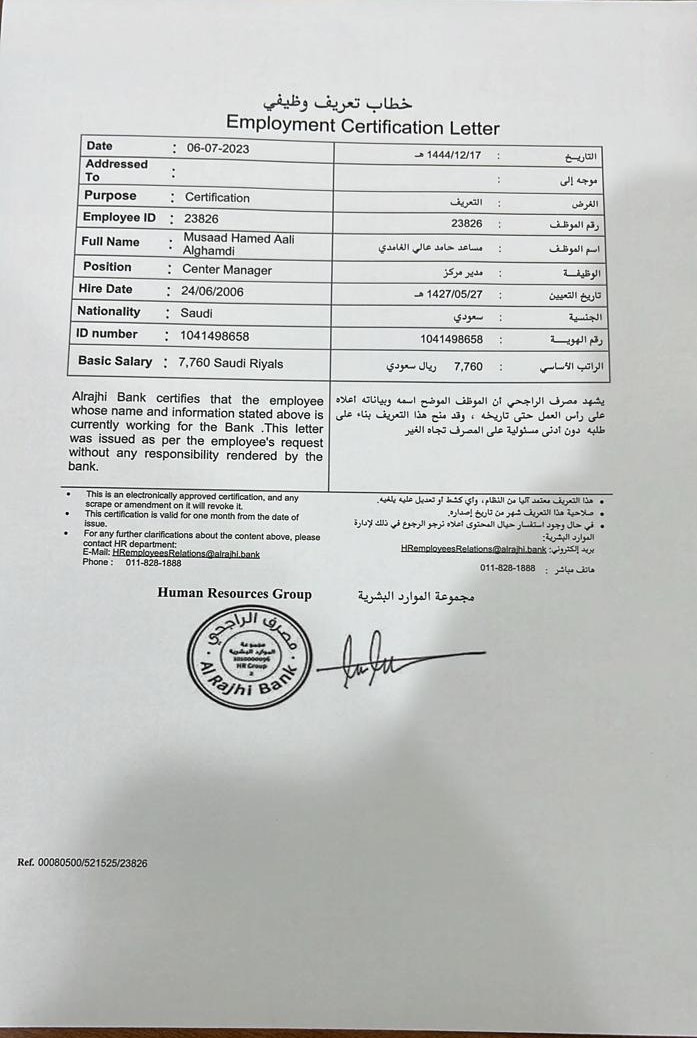 خطاب تعريف وظيفي
Employment Certification Letter
Date : 06-07-2023
التاريخ : 1444/12/17 هـ
Addressed To :
موجه إلى :
Purpose : Certification
الغرض : التعريف
Employee ID : 23826
رقم الموظف : 23826
Full Name : Musaad Hamed Aali
Alghamdi
اسم الموظف : مساعد حامد عالي الغامدي
Position : Center Manager
الوظيفة : مدير مركز
Hire Date : 24/06/2006
تاريخ التعيين : 1427/05/27 هـ
Nationality : Saudi
الجنسية : سعودي
ID number : 1041498658
رقم الهوية : 1041498658
Basic Salary : 7,760 Saudi Riyals
الراتب الأساسي : 7,760 ريال سعودي
Alrajhi Bank certifies that the employee
whose name and information stated above is
currently working for the Bank .This letter
was issued as per the employee's request
without any responsibility rendered by the
bank.
يشهد مصرف الراجحي أن الموظف الموضح اسمه وبياناته اعلاه
على رأس العمل حتى تاريخه ، وقد منح هذا التعريف بناء على
طلبه دون أدنى مسئولية على المصرف تجاه الغير
• This is an electronically approved certification, and any
scrape or amendment on it will revoke it.
• This certification is valid for one month from the date of
issue.
• For any further clarifications about the content above, please
contact HR department:
E-Mail: HRemployeesRelations@alrajhi.bank
Phone : 011-828-1888
• هذا التعريف معتمد آليا من النظام، وأي كشط أو تعديل عليه يلغيه.
• صلاحية هذا التعريف شهر من تاريخ إصداره.
• في حال وجود استفسار حيال المحتوى اعلاه نرجو الرجوع في ذلك لإدارة
الموارد البشرية:
بريد إلكتروني: HRemployeesRelations@alrajhi.bank
هاتف مباشر : 011-828-1888
Human Resources Group
مجموعة الموارد البشرية
مصرف الراجحي
مجموعة
الموارد البشرية
1010000096
HR Group
2
Al Rajhi Bank
Ref. 00080500/521525/23826